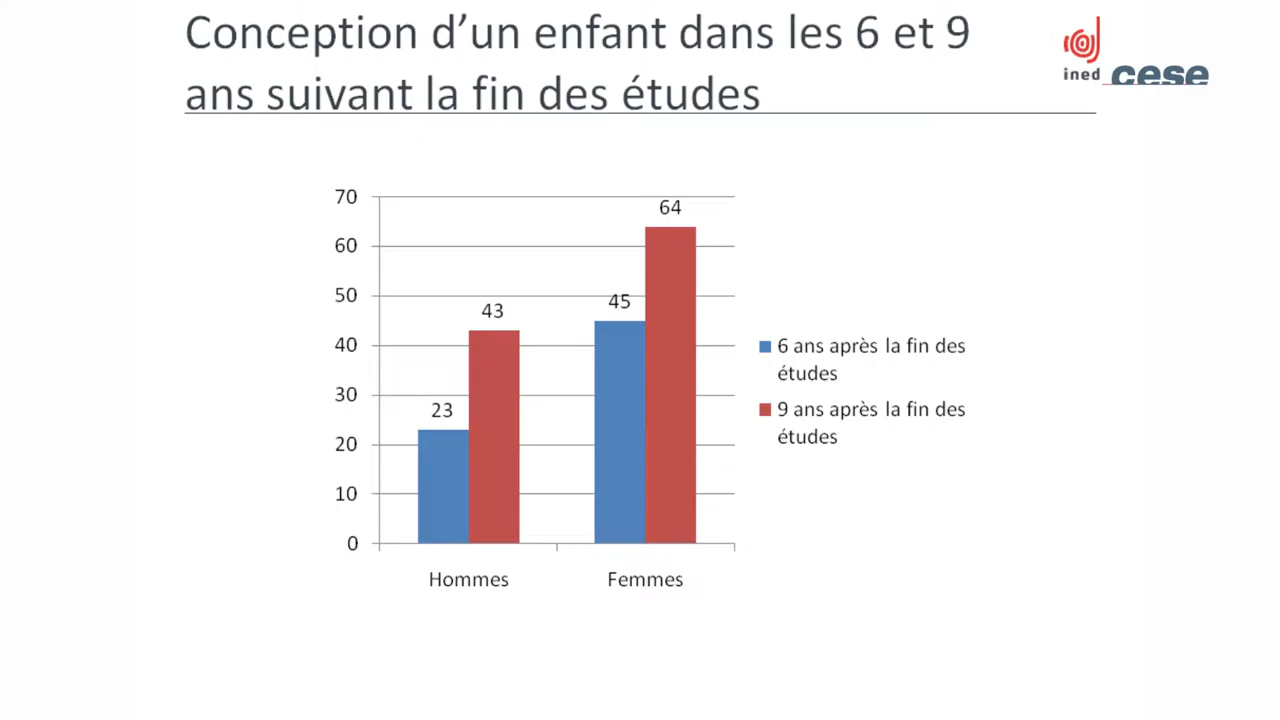 Conception d’un enfant dans les 6 et 9
ans suivant la fin des études
ined
cese
70
60
50
40
30
20
10
0
23
43
45
64
Hommes
Femmes
6 ans après la fin des
études
9 ans après la fin des
études